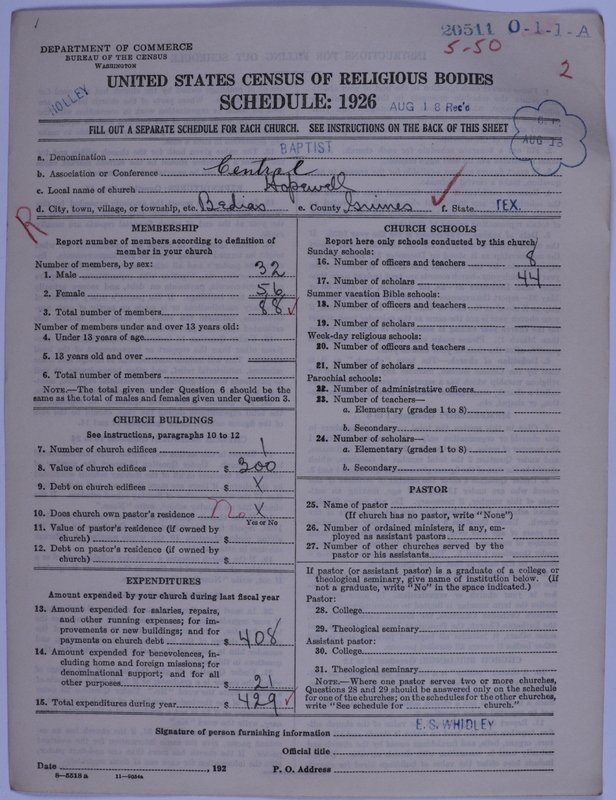 20511 O-1-1-A
DEPARTMENT OF COMMERCE
BUREAU OF THE CENSUS
WASHINGTON
5-50
2
HOLLEY
UNITED STATES CENSUS OF RELIGIOUS BODIES
SCHEDULE: 1926
AUG 18 Rec'd
AUG 18
FILL OUT A SEPARATE SCHEDULE FOR EACH CHURCH. SEE INSTRUCTIONS ON THE BACK OF THIS SHEET
a. Denomination BAPTIST
b. Association or Conference Central
c. Local name of church Hopewell
d. City, town, village, or township, etc. Bedias e. County Grimes f. State TEX.
R
MEMBERSHIP
Report number of members according to definition of
member in your church
Number of members, by sex:
1. Male 32
2. Female 56
3. Total number of members 88
Number of members under and over 13 years old:
4. Under 13 years of age
5. 13 years old and over
6. Total number of members
NOTE.—The total given under Question 6 should be the
same as the total of males and females given under Question 3.
CHURCH BUILDINGS
See instructions, paragraphs 10 to 12
7. Number of church edifices 1
8. Value of church edifices $ 300
9. Debt on church edifices $ X
10. Does church own pastor's residence? No X
Yes or No
11. Value of pastor's residence (if owned by
church) $
12. Debt on pastor's residence (if owned by
church) $
EXPENDITURES
Amount expended by your church during last fiscal year
13. Amount expended for salaries, repairs,
and other running expenses; for im-
provements or new buildings; and for
payments on church debt $ 408
14. Amount expended for benevolences, in-
cluding home and foreign missions; for
denominational support; and for all
other purposes $ 21
15. Total expenditures during year $ 429
CHURCH SCHOOLS
Report here only schools conducted by this church
Sunday schools:
16. Number of officers and teachers 8
17. Number of scholars 44
Summer vacation Bible schools:
18. Number of officers and teachers
19. Number of scholars
Week-day religious schools:
20. Number of officers and teachers
21. Number of scholars
Parochial schools:
22. Number of administrative officers
23. Number of teachers—
a. Elementary (grades 1 to 8)
b. Secondary
24. Number of scholars—
a. Elementary (grades 1 to 8)
b. Secondary
PASTOR
25. Name of pastor
(If church has no pastor, write "None")
26. Number of ordained ministers, if any, em-
ployed as assistant pastors
27. Number of other churches served by the
pastor or his assistants
If pastor (or assistant pastor) is a graduate of a college or
theological seminary, give name of institution below. (If
not a graduate, write "No" in the space indicated.)
Pastor:
28. College
29. Theological seminary
Assistant pastor:
30. College
31. Theological seminary
NOTE.—Where one pastor serves two or more churches,
Questions 28 and 29 should be answered only on the schedule
for one of the churches; on the schedules for the other churches,
write "See schedule for church."
Signature of person furnishing information E. S. WHIDLEY
Official title
Date , 192 P. O. Address
8—5518a 11—9054a